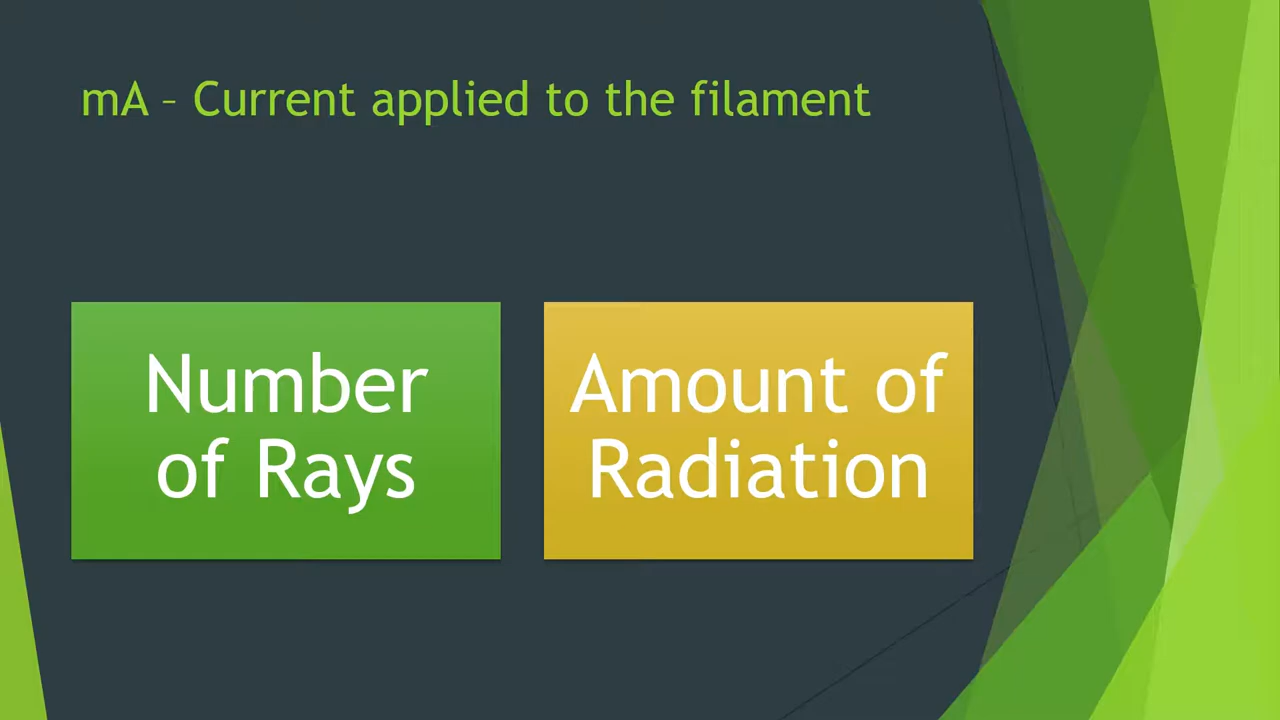 mA – Current applied to the filament
Number
of Rays
Amount of
Radiation